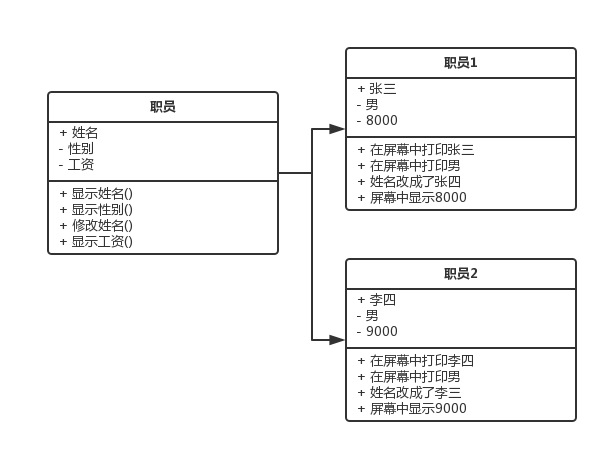 职员
+ 姓名
- 性别
- 工资
+ 显示姓名()
+ 显示性别()
+ 修改姓名()
+ 显示工资()
职员1
+ 张三
- 男
- 8000
+ 在屏幕中打印张三
+ 在屏幕中打印男
+ 姓名改成了张四
+ 屏幕中显示8000
职员2
+ 李四
- 男
- 9000
+ 在屏幕中打印李四
+ 在屏幕中打印男
+ 姓名改成了李三
+ 屏幕中显示9000